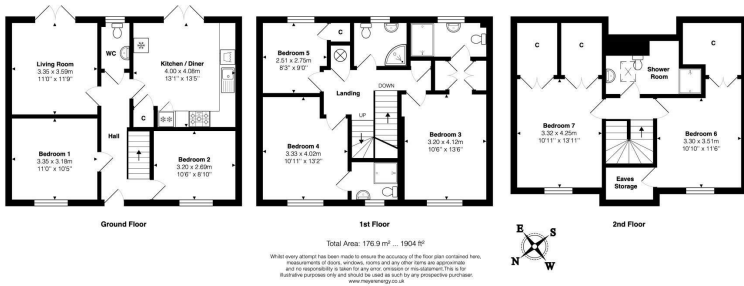 Living Room
3.35 x 3.59m
11'0" x 11'9"
WC
Kitchen / Diner
4.00 x 4.08m
13'1" x 13'5"
C
Hall
Bedroom 1
3.35 x 3.18m
11'0" x 10'5"
Bedroom 2
3.20 x 2.69m
10'6" x 8'10"
Ground Floor
C
Bedroom 5
2.51 x 2.75m
8'3" x 9'0"
Landing
DOWN
UP
Bedroom 4
3.33 x 4.02m
10'11" x 13'2"
Bedroom 3
3.20 x 4.12m
10'6" x 13'6"
1st Floor
C
C
C
Shower
Room
Bedroom 7
3.32 x 4.25m
10'11" x 13'11"
Bedroom 6
3.30 x 3.51m
10'10" x 11'6"
Eaves
Storage
2nd Floor
E
S
N
W
Total Area: 176.9 m² ... 1904 ft²
Whilst every attempt has been made to ensure the accuracy of the floor plan contained here,
measurements of doors, windows, rooms and any other items are approximate
and no responsibility is taken for any error, omission or mis-statement.This is for
illustrative purposes only and should be used as such by any prospective purchaser.
www.meyerenergy.co.uk